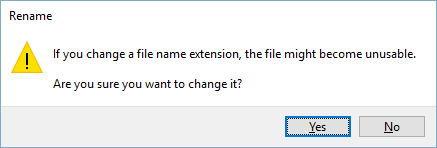 Rename
If you change a file name extension, the file might become unusable.
Are you sure you want to change it?
Yes
No